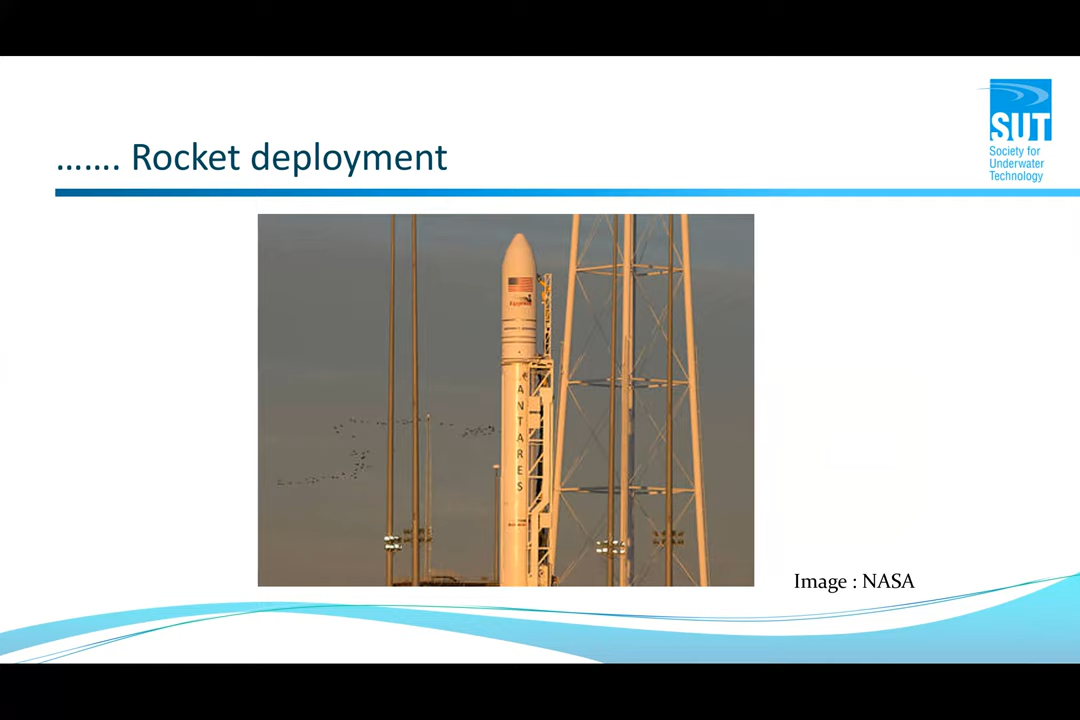 ....... Rocket deployment
SUT
Society for
Underwater
Technology
ANTARES
Image : NASA